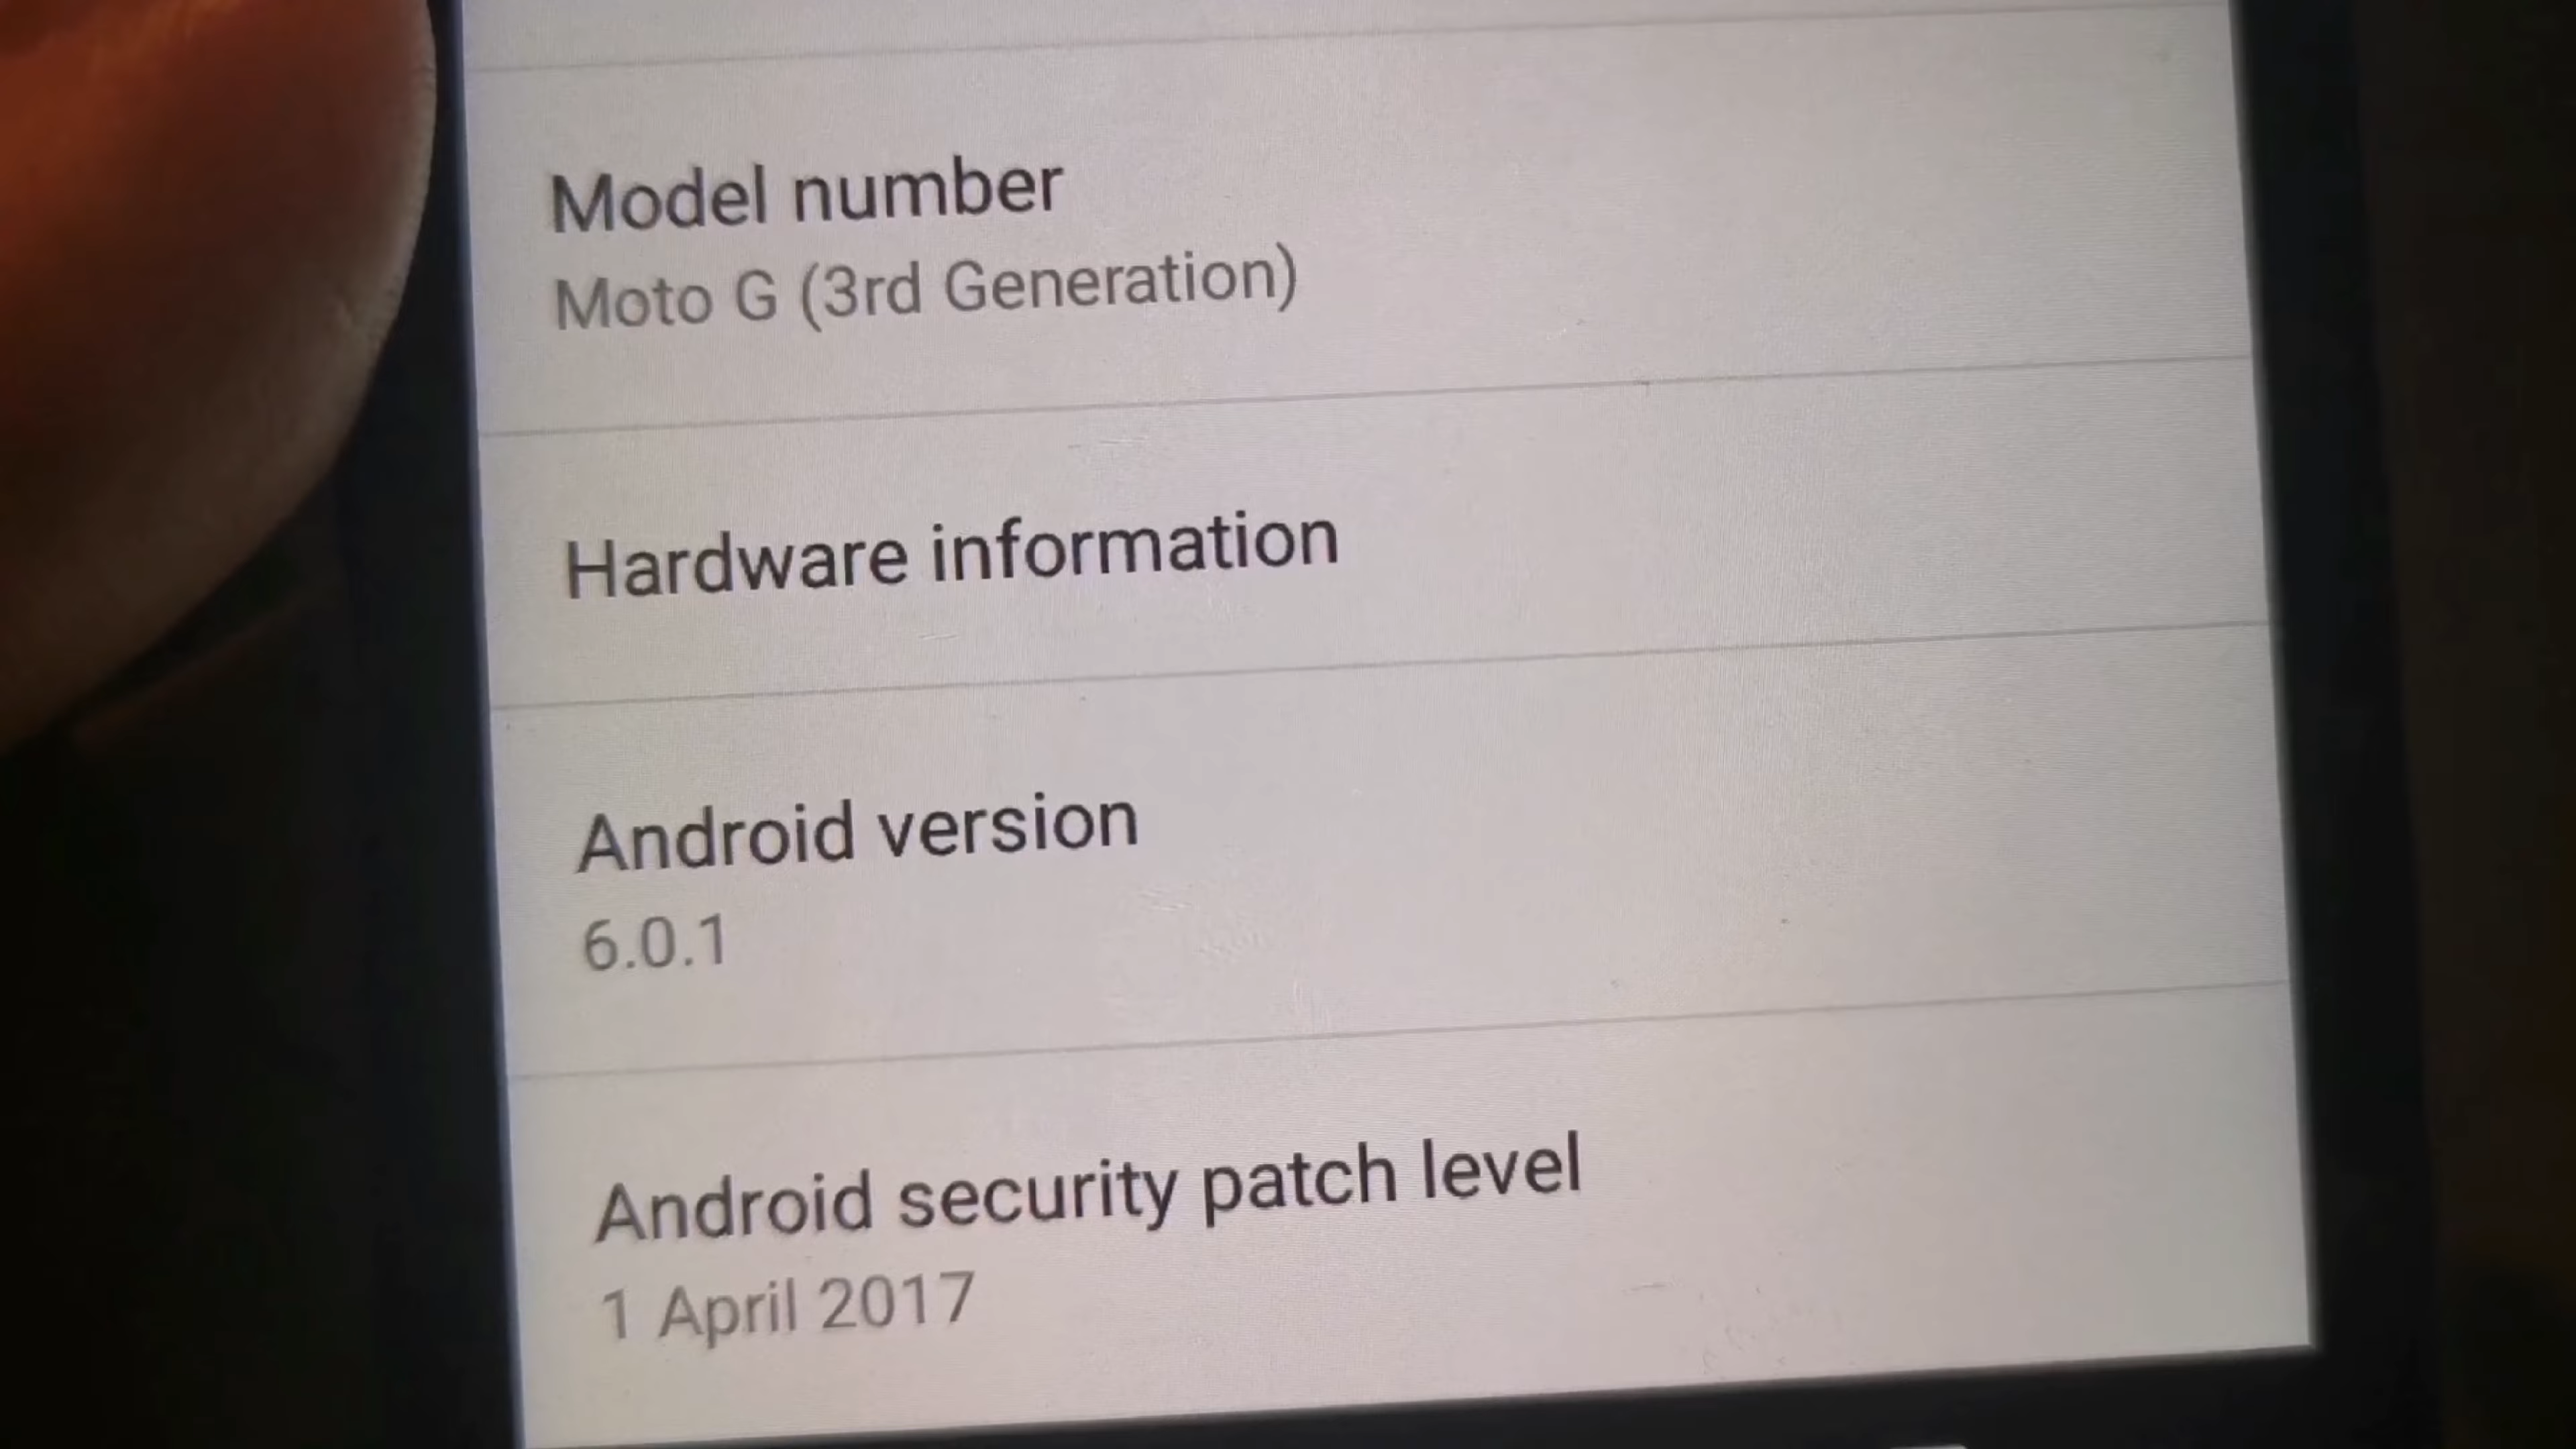 Model number
Moto G (3rd Generation)
Hardware information
Android version
6.0.1
Android security patch level
1 April 2017